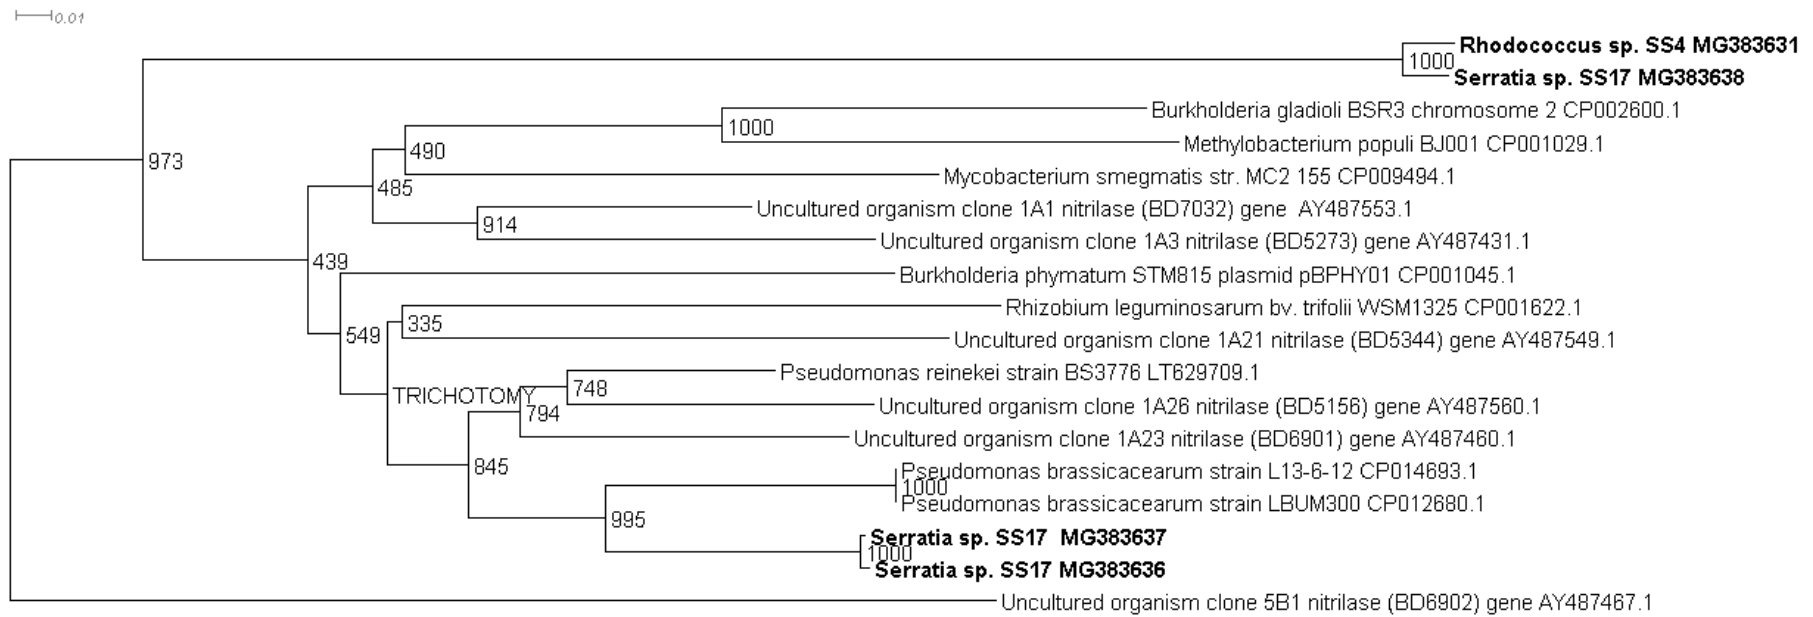 0.01
Rhodococcus sp. SS4 MG383631
1000
Serratia sp. SS17 MG383638
Burkholderia gladioli BSR3 chromosome 2 CP002600.1
1000
Methylobacterium populi BJ001 CP001029.1
490
973
Mycobacterium smegmatis str. MC2 155 CP009494.1
485
Uncultured organism clone 1A1 nitrilase (BD7032) gene  AY487553.1
914
Uncultured organism clone 1A3 nitrilase (BD5273) gene AY487431.1
439
Burkholderia phymatum STM815 plasmid pBPHY01 CP001045.1
Rhizobium leguminosarum bv. trifolii WSM1325 CP001622.1
335
549
Uncultured organism clone 1A21 nitrilase (BD5344) gene AY487549.1
Pseudomonas reinekei strain BS3776 LT629709.1
748
TRICHOTOMY
Uncultured organism clone 1A26 nitrilase (BD5156) gene AY487560.1
794
Uncultured organism clone 1A23 nitrilase (BD6901) gene AY487460.1
845
Pseudomonas brassicacearum strain L13-6-12 CP014693.1
1000
Pseudomonas brassicacearum strain LBUM300 CP012680.1
995
Serratia sp. SS17  MG383637
1000
Serratia sp. SS17 MG383636
Uncultured organism clone 5B1 nitrilase (BD6902) gene AY487467.1